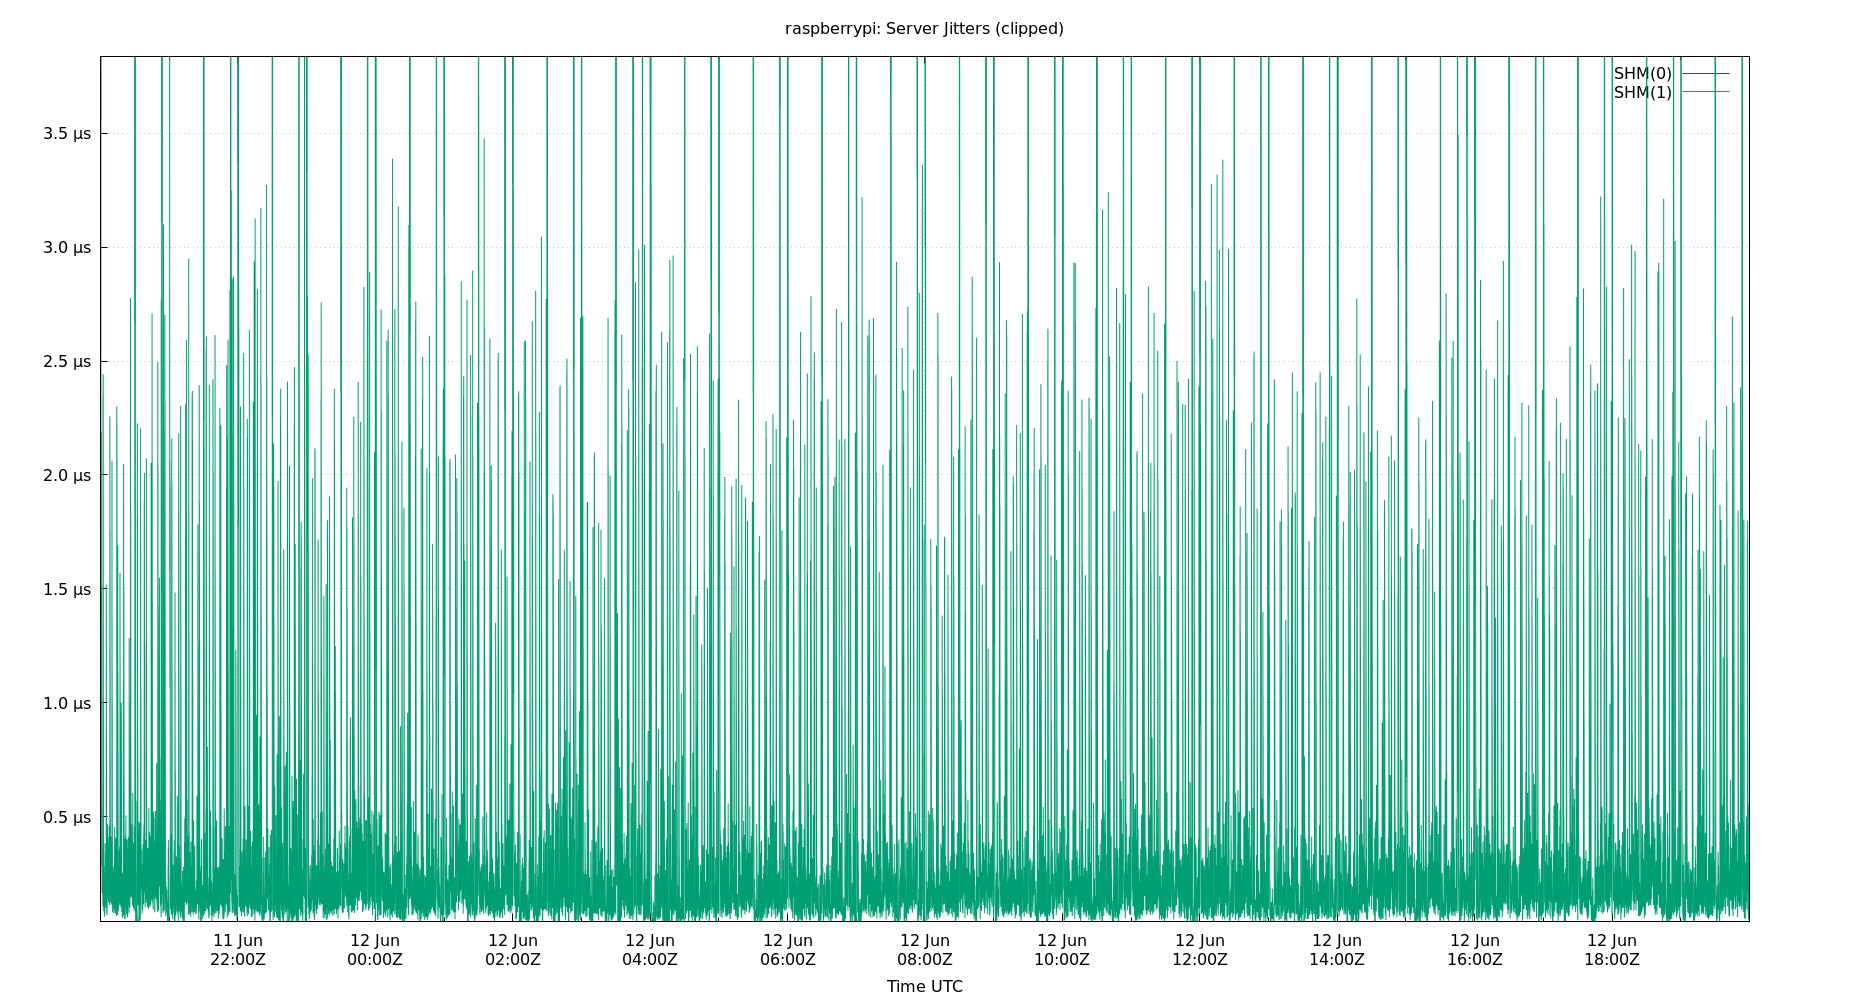 raspberrypi: Server Jitters (clipped)
SHM(0)
SHM(1)
3.5 µs
3.0 µs
2.5 µs
2.0 µs
1.5 µs
1.0 µs
0.5 µs
11 Jun 12 Jun 12 Jun 12 Jun 12 Jun 12 Jun 12 Jun 12 Jun 12 Jun 12 Jun 12 Jun
22:00Z 00:00Z 02:00Z 04:00Z 06:00Z 08:00Z 10:00Z 12:00Z 14:00Z 16:00Z 18:00Z
Time UTC